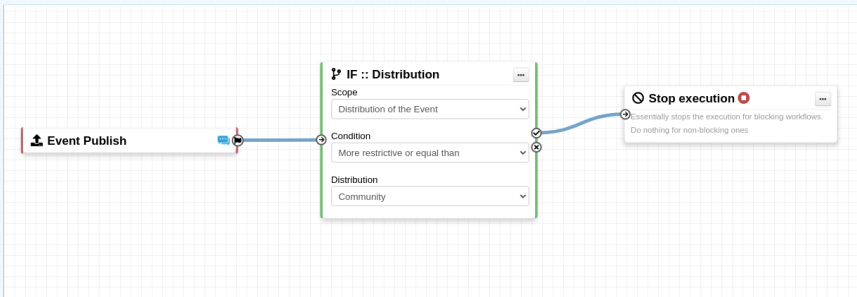 Event Publish
IF :: Distribution
...
Scope
Distribution of the Event
Condition
More restrictive or equal than
Distribution
Community
Stop execution
...
Essentially stops the execution for blocking workflows.
Do nothing for non-blocking ones